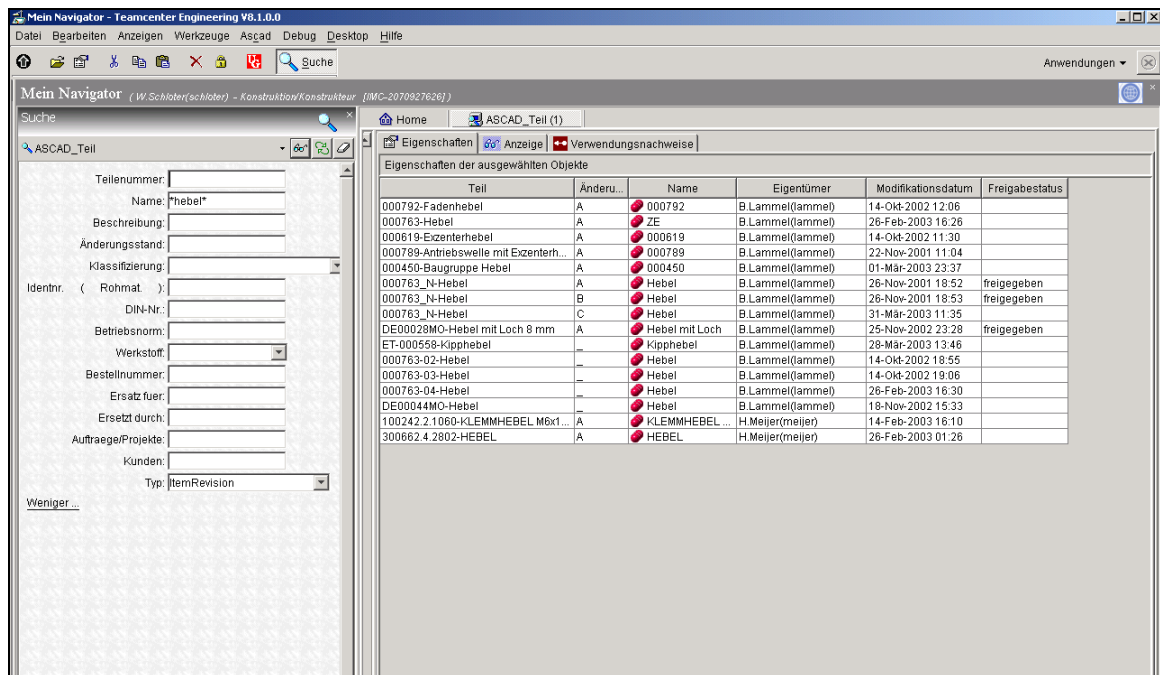 Mein Navigator - Teamcenter Engineering V8.1.0.0
Datei Bearbeiten Anzeigen Werkzeuge Ascad Debug Desktop Hilfe
Suche Anwendungen
Mein Navigator ( W.Schloter(schloter) - Konstruktion/Konstrukteur [IMC-2070927626] )
Suche
Home ASCAD_Teil (1)
ASCAD_Teil
Eigenschaften Anzeige Verwendungsnachweise
Eigenschaften der ausgewählten Objekte
Teilenummer:
Name: *hebel*
Beschreibung:
Änderungsstand:
Klassifizierung:
Identnr. ( Rohmat. ):
DIN-Nr.:
Betriebsnorm:
Werkstoff:
Bestellnummer:
Ersatz fuer:
Ersetzt durch:
Auftraege/Projekte:
Kunden:
Typ: ItemRevision
Weniger ...
Teil Änderu... Name Eigentümer Modifikationsdatum Freigabestatus
000792-Fadenhebel A 000792 B.Lammel(lammel) 14-Okt-2002 12:06
000763-Hebel A ZE B.Lammel(lammel) 26-Feb-2003 16:26
000619-Exzenterhebel A 000619 B.Lammel(lammel) 14-Okt-2002 11:30
000789-Antriebswelle mit Exzenterh... A 000789 B.Lammel(lammel) 22-Nov-2001 11:04
000450-Baugruppe Hebel A 000450 B.Lammel(lammel) 01-Mär-2003 23:37
000763_N-Hebel A Hebel B.Lammel(lammel) 26-Nov-2001 18:52 freigegeben
000763_N-Hebel B Hebel B.Lammel(lammel) 26-Nov-2001 18:53 freigegeben
000763_N-Hebel C Hebel B.Lammel(lammel) 31-Mär-2003 11:35
DE00028MO-Hebel mit Loch 8 mm A Hebel mit Loch B.Lammel(lammel) 25-Nov-2002 23:28 freigegeben
ET-000558-Kipphebel _ Kipphebel B.Lammel(lammel) 28-Mär-2003 13:46
000763-02-Hebel _ Hebel B.Lammel(lammel) 14-Okt-2002 18:55
000763-03-Hebel _ Hebel B.Lammel(lammel) 14-Okt-2002 19:06
000763-04-Hebel _ Hebel B.Lammel(lammel) 26-Feb-2003 16:30
DE00044MO-Hebel _ Hebel B.Lammel(lammel) 18-Nov-2002 15:33
100242.2.1060-KLEMMHEBEL M6x1... A KLEMMHEBEL ... H.Meijer(meijer) 14-Feb-2003 16:10
300662.4.2802-HEBEL A HEBEL H.Meijer(meijer) 26-Feb-2003 01:26